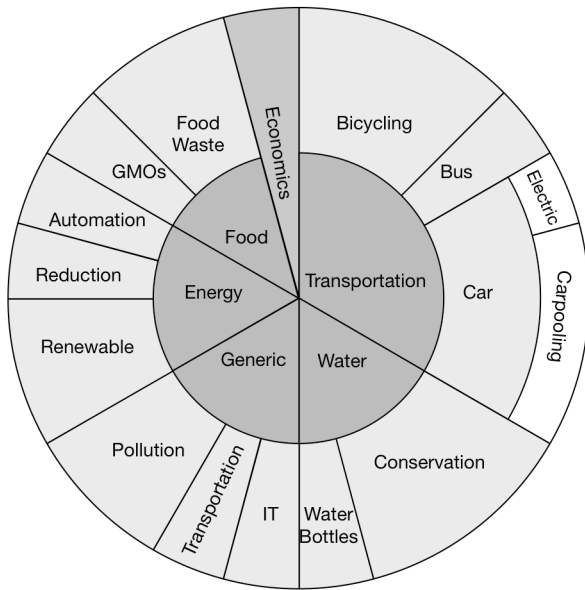 Economics
Food
Waste
Bicycling
GMOs
Bus
Electric
Automation
Food
Reduction
Energy
Transportation
Car
Carpooling
Renewable
Generic
Water
Pollution
Transportation
IT
Water
Bottles
Conservation